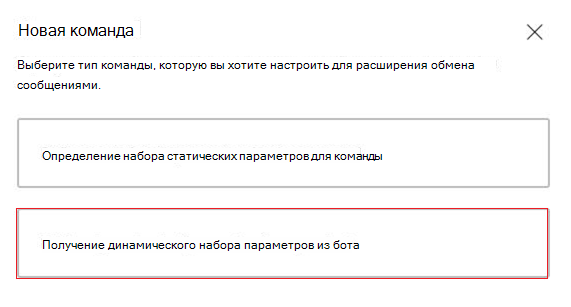 Новая команда
Выберите тип команды, которую вы хотите настроить для расширения обмена
сообщениями.
Определение набора статических параметров для команды
Получение динамического набора параметров из бота